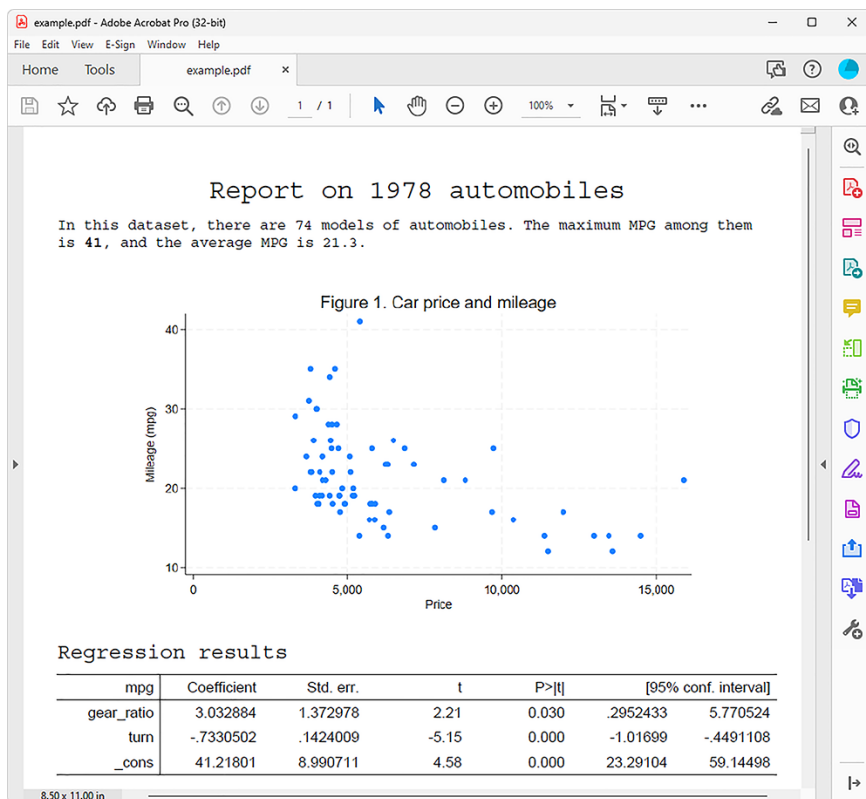 example.pdf - Adobe Acrobat Pro (32-bit)
File Edit View E-Sign Window Help
Home Tools example.pdf
1 / 1 100%
Report on 1978 automobiles
In this dataset, there are 74 models of automobiles. The maximum MPG among them
is 41, and the average MPG is 21.3.
Figure 1. Car price and mileage
40
30
20
10
Mileage (mpg)
0 5,000 10,000 15,000
Price
Regression results
mpg Coefficient Std. err. t P>|t| [95% conf. interval]
gear_ratio 3.032884 1.372978 2.21 0.030 .2952433 5.770524
turn -.7330502 .1424009 -5.15 0.000 -1.01699 -.4491108
_cons 41.21801 8.990711 4.58 0.000 23.29104 59.14498
8.50 x 11.00 in